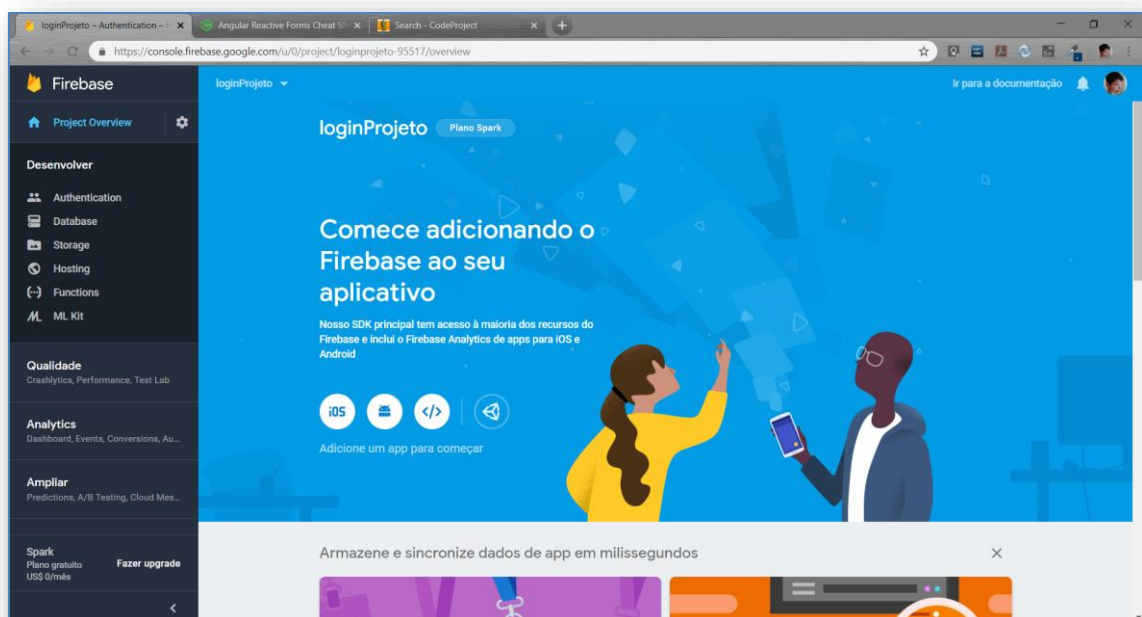 loginProjeto – Authentication –
Angular Reactive Forms Cheat
Search - CodeProject
https://console.firebase.google.com/u/0/project/loginprojeto-95517/overview
Firebase
loginProjeto
Ir para a documentação
Project Overview
loginProjeto
Plano Spark
Desenvolver
Authentication
Database
Storage
Hosting
Functions
ML Kit
Comece adicionando o
Firebase ao seu
aplicativo
Nosso SDK principal tem acesso à maioria dos recursos do
Firebase e inclui o Firebase Analytics de apps para iOS e
Android
iOS
Adicione um app para começar
Qualidade
Crashlytics, Performance, Test Lab
Analytics
Dashboard, Events, Conversions, Au...
Ampliar
Predictions, A/B Testing, Cloud Mes...
Spark
Plano gratuito
US$ 0/mês
Fazer upgrade
Armazene e sincronize dados de app em milissegundos